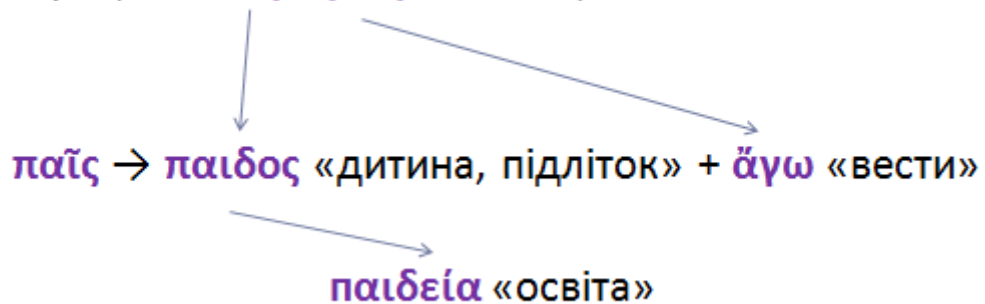 παῖς → παιδος «дитина, підліток» + ἄγω «вести»
παιδεία «освіта»